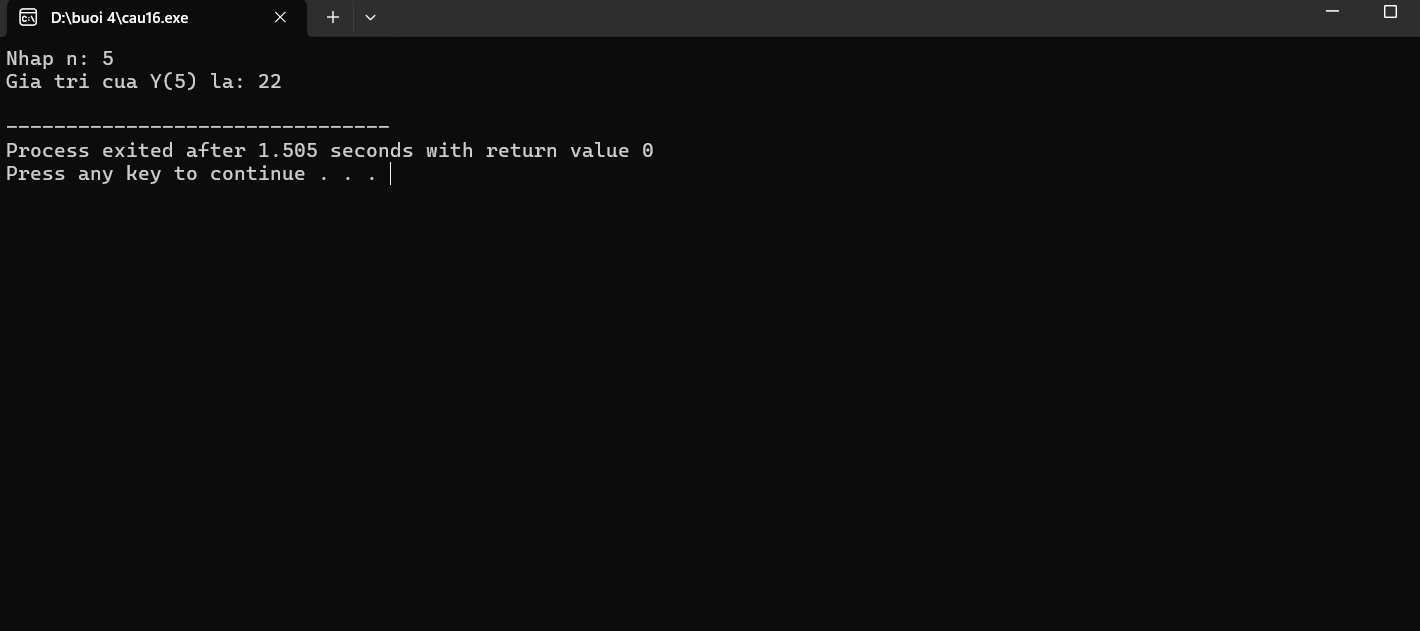 D:\buoi 4\cau16.exe
Nhap n: 5
Gia tri cua Y(5) la: 22
--------------------------------
Process exited after 1.505 seconds with return value 0
Press any key to continue . . .